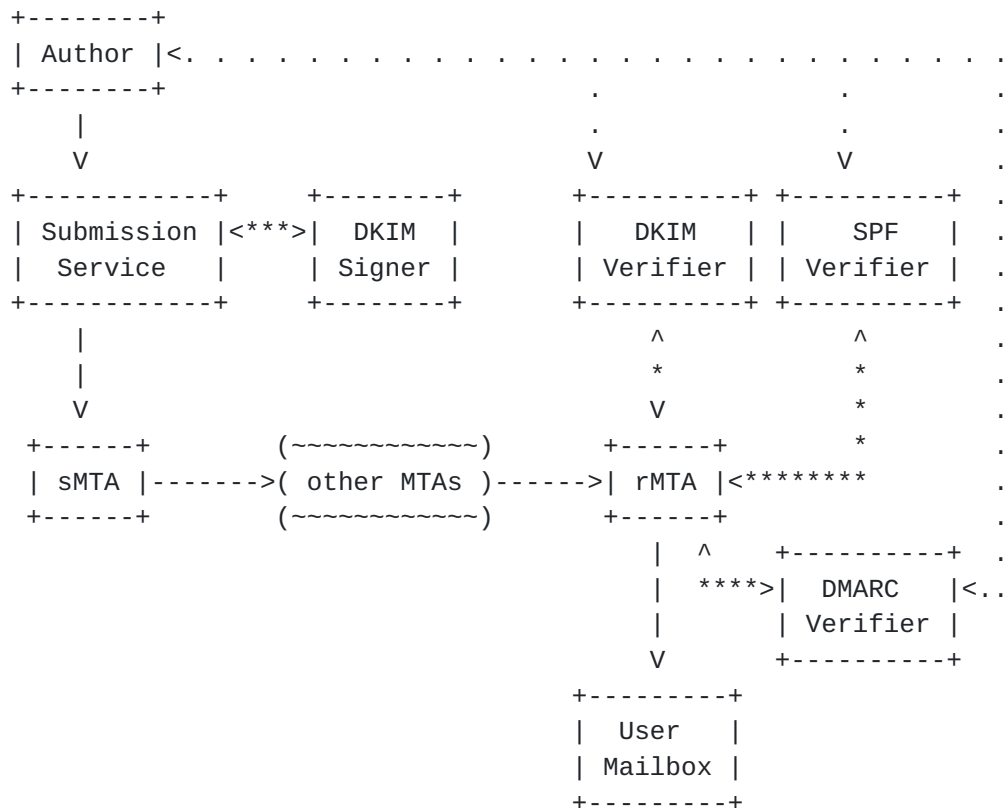 Author
Submission
Service
DKIM
Signer
DKIM
Verifier
SPF
Verifier
sMTA
( other MTAs )
rMTA
DMARC
Verifier
User
Mailbox